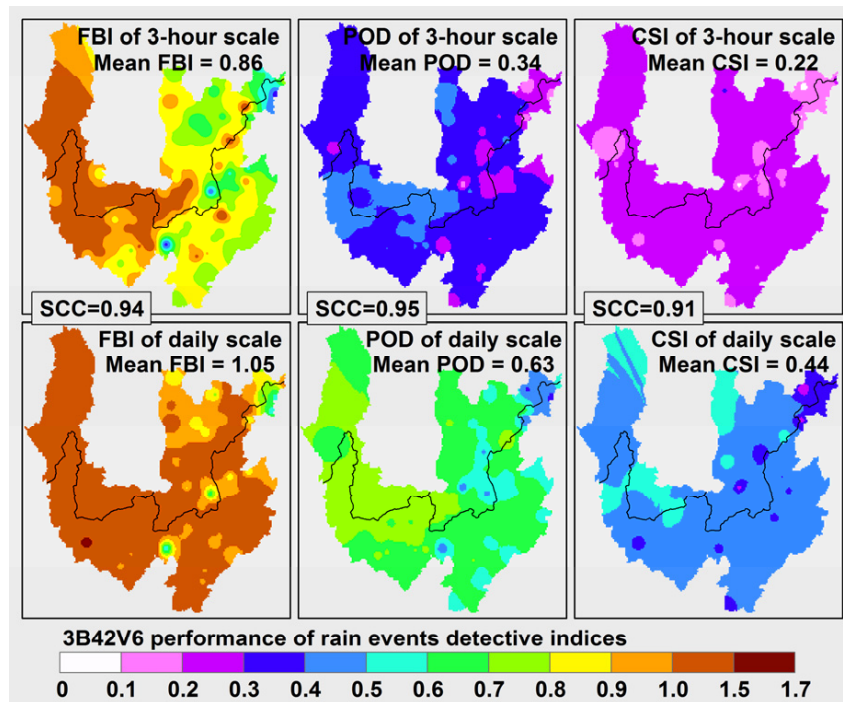 FBI of 3-hour scale
Mean FBI = 0.86
POD of 3-hour scale
Mean POD = 0.34
CSI of 3-hour scale
Mean CSI = 0.22
SCC=0.94
SCC=0.95
SCC=0.91
FBI of daily scale
Mean FBI = 1.05
POD of daily scale
Mean POD = 0.63
CSI of daily scale
Mean CSI = 0.44
3B42V6 performance of rain events detective indices
0 0.1 0.2 0.3 0.4 0.5 0.6 0.7 0.8 0.9 1.0 1.5 1.7